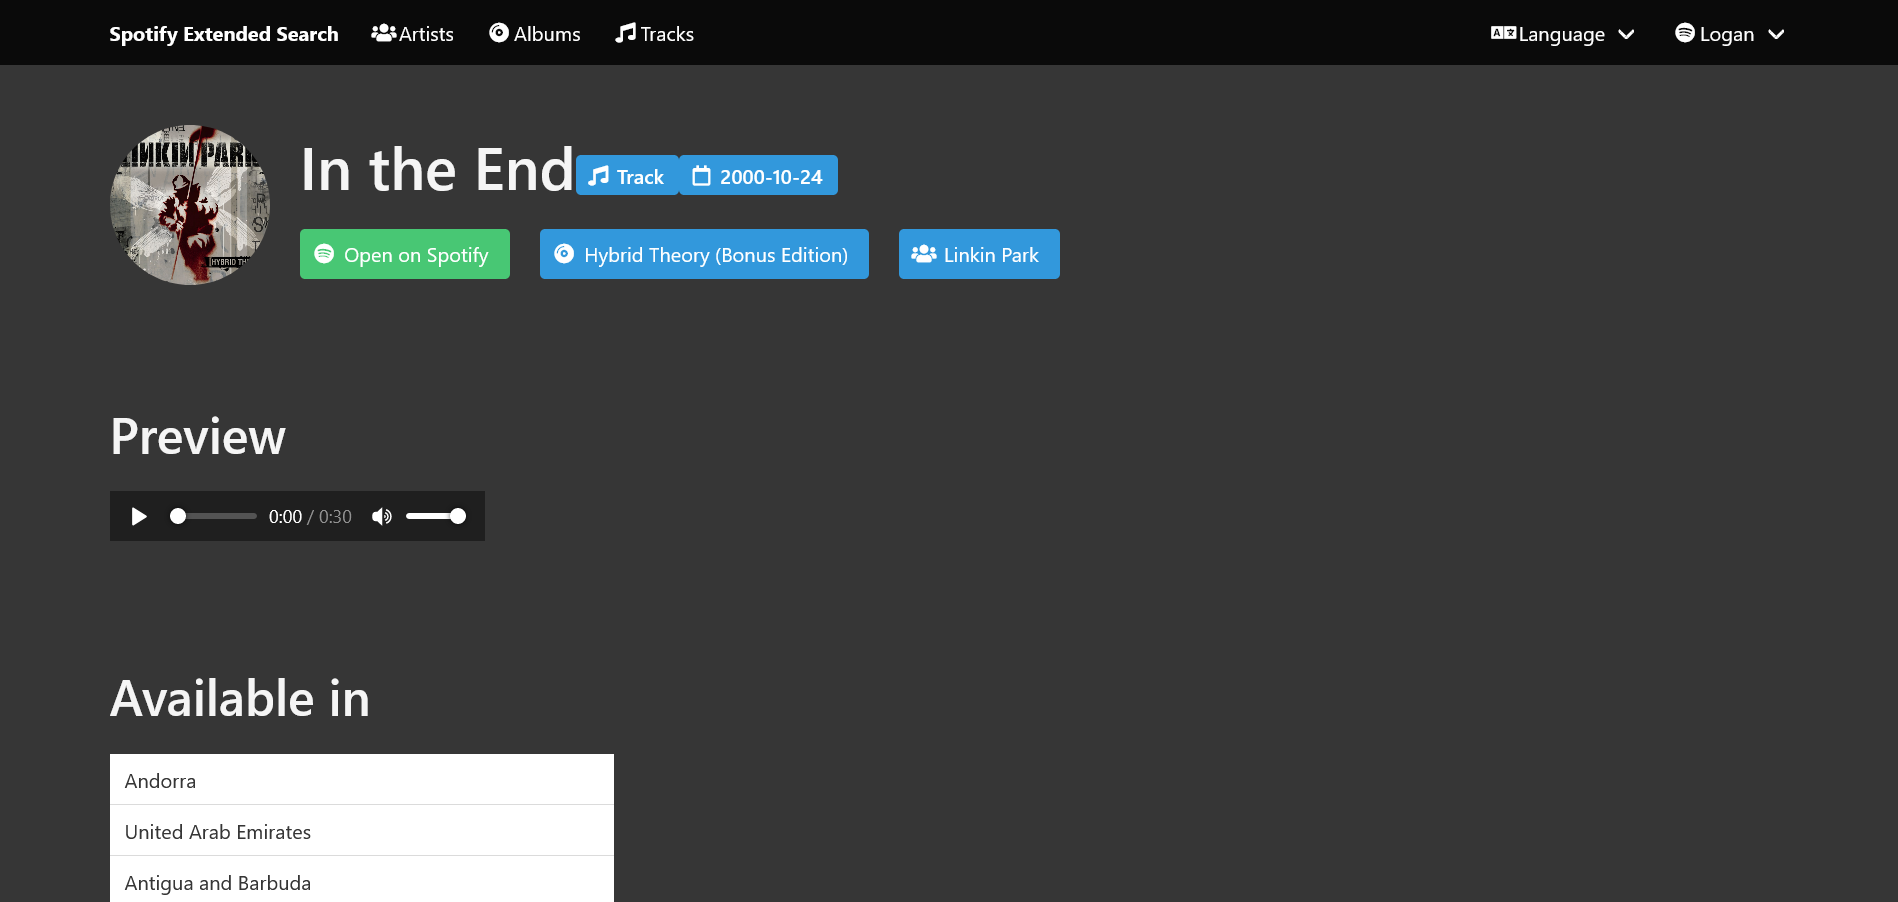 Spotify Extended Search Artists Albums Tracks Language Logan
LINKIN PARK
HYBRID TH
In the End Track 2000-10-24
Open on Spotify Hybrid Theory (Bonus Edition) Linkin Park
Preview
0:00 / 0:30
Available in
Andorra
United Arab Emirates
Antigua and Barbuda